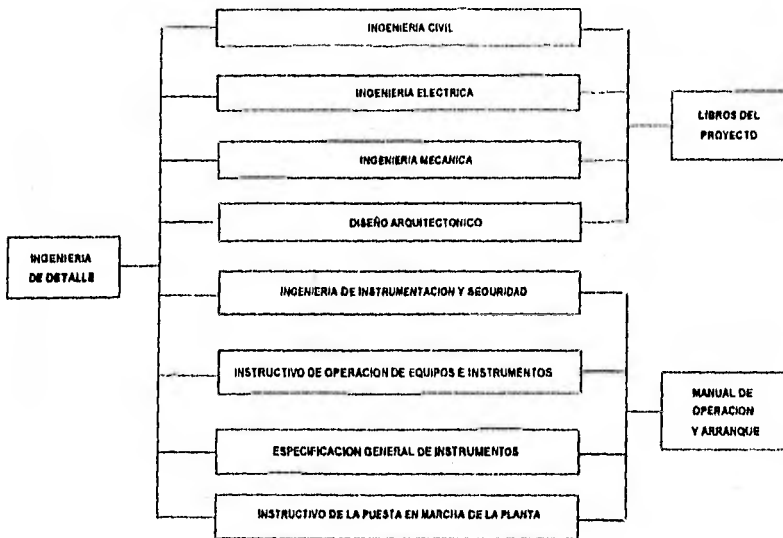 INGENIERIA CIVIL
INGENIERIA ELECTRICA
LIBROS DEL
PROYECTO
INGENIERIA MECANICA
DISEÑO ARQUITECTONICO
INGENIERIA
DE DETALLE
INGENIERIA DE INSTRUMENTACION Y SEGURIDAD
INSTRUCTIVO DE OPERACION DE EQUIPOS E INSTRUMENTOS
MANUAL DE
OPERACION
Y ARRANQUE
ESPECIFICACION GENERAL DE INSTRUMENTOS
INSTRUCTIVO DE LA PUESTA EN MARCHA DE LA PLANTA